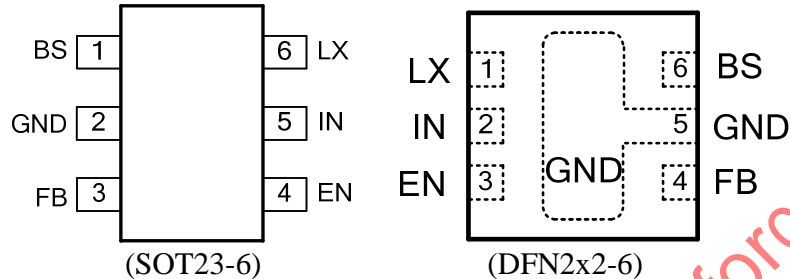 BS 1 6 LX
GND 2 5 IN
FB 3 4 EN
(SOT23-6)
LX 1 6 BS
IN 2 5 GND
EN 3 GND 4 FB
(DFN2x2-6)